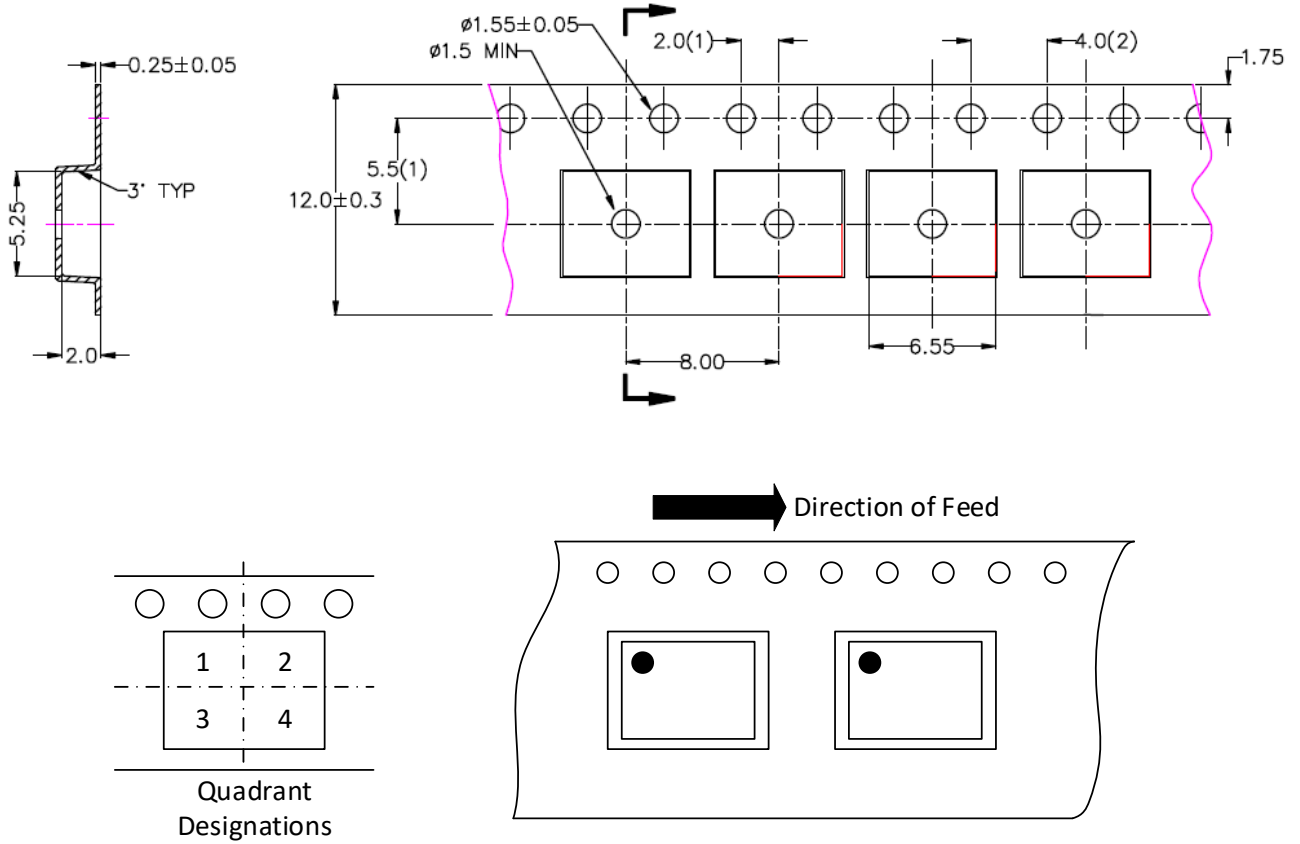 ø1.55±0.05
ø1.5 MIN
2.0(1)
4.0(2)
1.75
0.25±0.05
5.5(1)
3° TYP
12.0±0.3
5.25
2.0
8.00
6.55
Direction of Feed
1 2
3 4
Quadrant
Designations